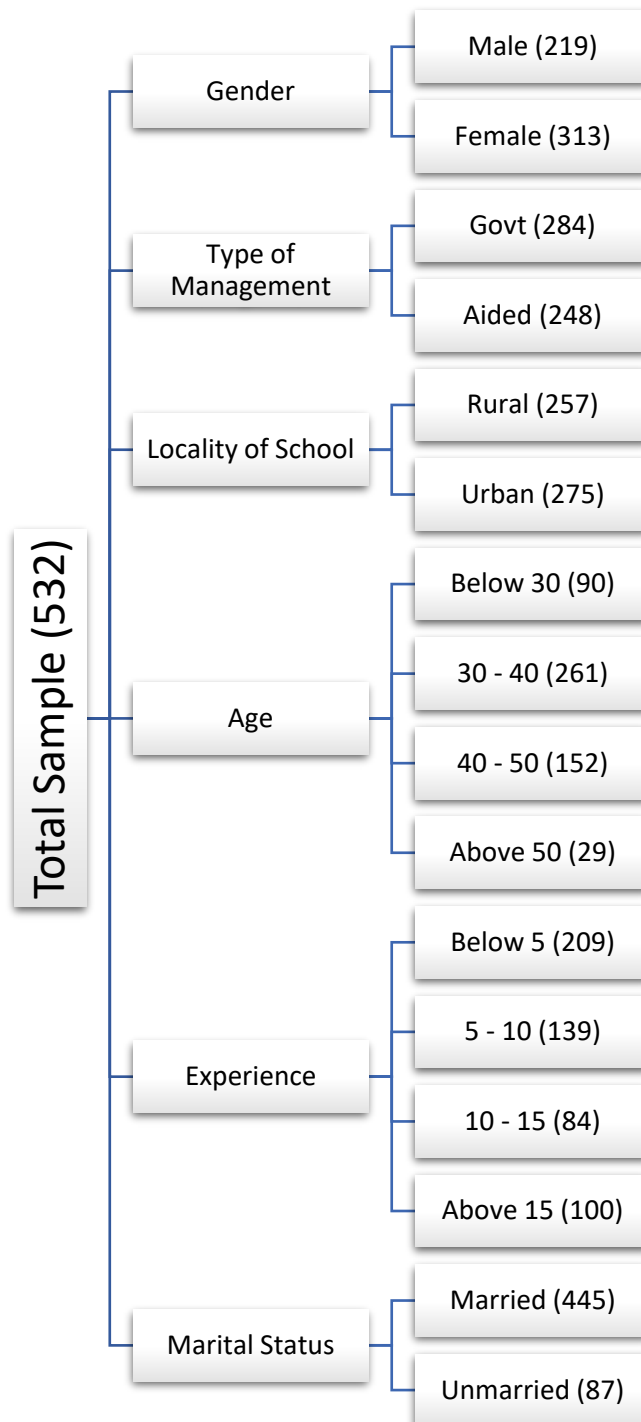 Total Sample (532)
Gender
Male (219)
Female (313)
Type of
Management
Govt (284)
Aided (248)
Locality of School
Rural (257)
Urban (275)
Age
Below 30 (90)
30 - 40 (261)
40 - 50 (152)
Above 50 (29)
Experience
Below 5 (209)
5 - 10 (139)
10 - 15 (84)
Above 15 (100)
Marital Status
Married (445)
Unmarried (87)